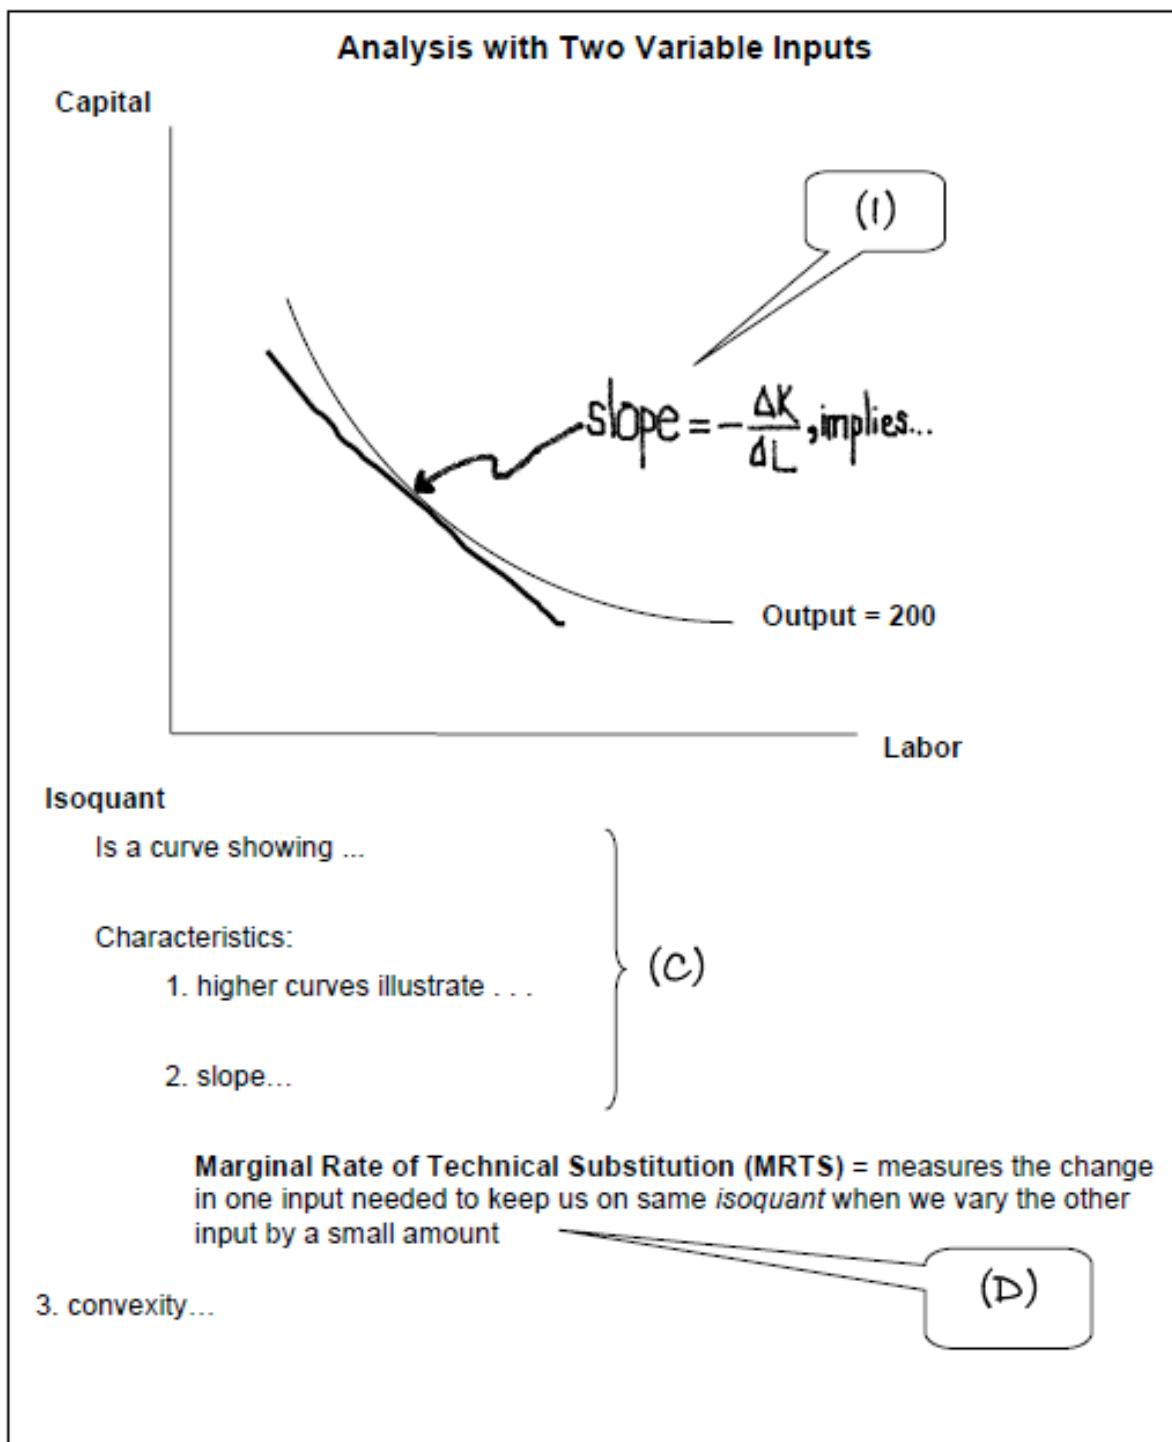 Analysis with Two Variable Inputs
Capital
(1)
slope = - ΔK/ΔL, implies...
Output = 200
Labor
Isoquant
Is a curve showing ...
Characteristics:
1. higher curves illustrate . . .
(C)
2. slope...
Marginal Rate of Technical Substitution (MRTS) = measures the change
in one input needed to keep us on same isoquant when we vary the other
input by a small amount
(D)
3. convexity...